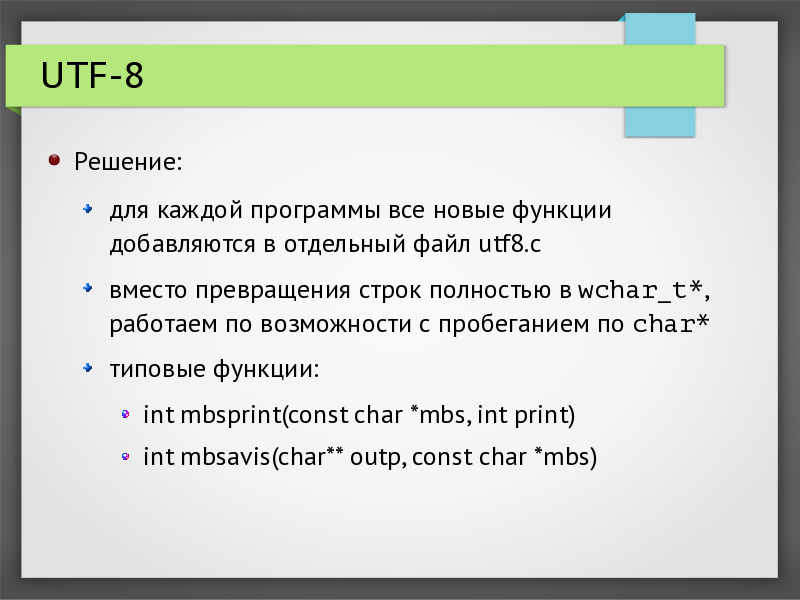 UTF-8
Решение:
для каждой программы все новые функции
добавляются в отдельный файл utf8.c
вместо превращения строк полностью в wchar_t*,
работаем по возможности с пробеганием по char*
типовые функции:
int mbsprint(const char *mbs, int print)
int mbsavis(char** outp, const char *mbs)